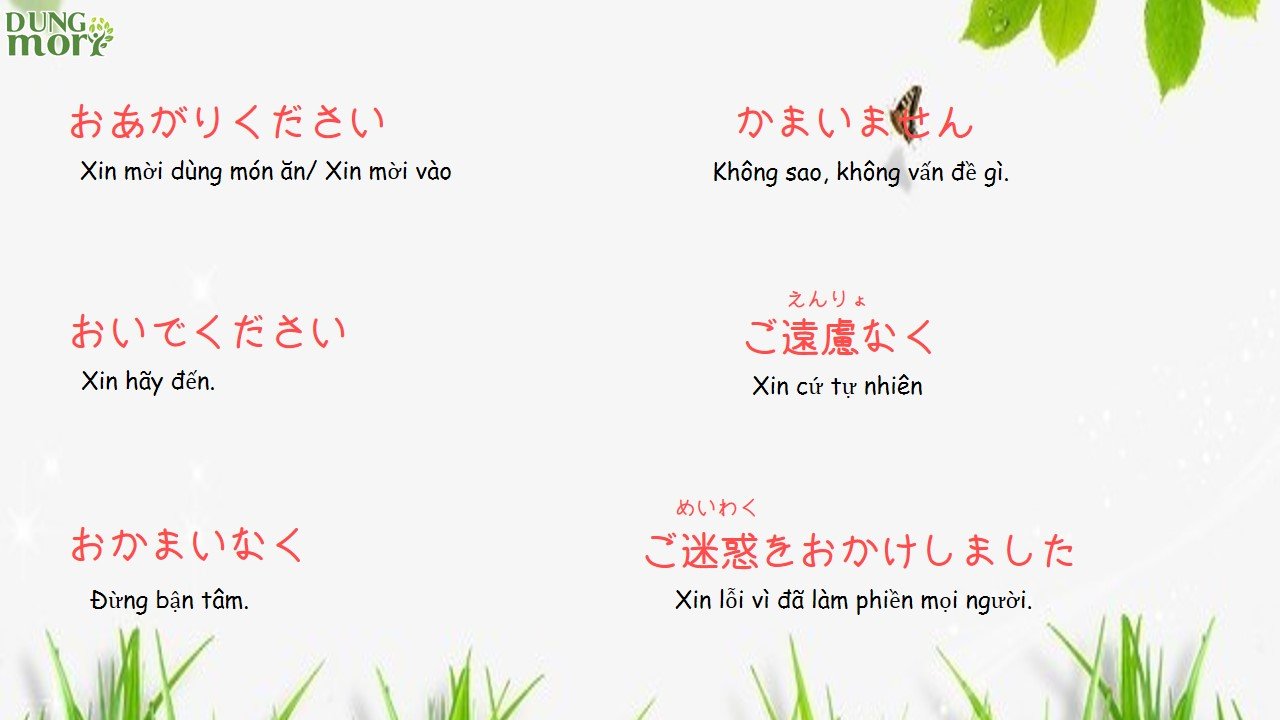 DUNG
mori
おあがりください
Xin mời dùng món ăn/ Xin mời vào
かまいません
Không sao, không vấn đề gì.
おいでください
Xin hãy đến.
えんりょ
ご遠慮なく
Xin cứ tự nhiên
おかまいなく
Đừng bận tâm.
めいわく
ご迷惑をおかけしました
Xin lỗi vì đã làm phiền mọi người.